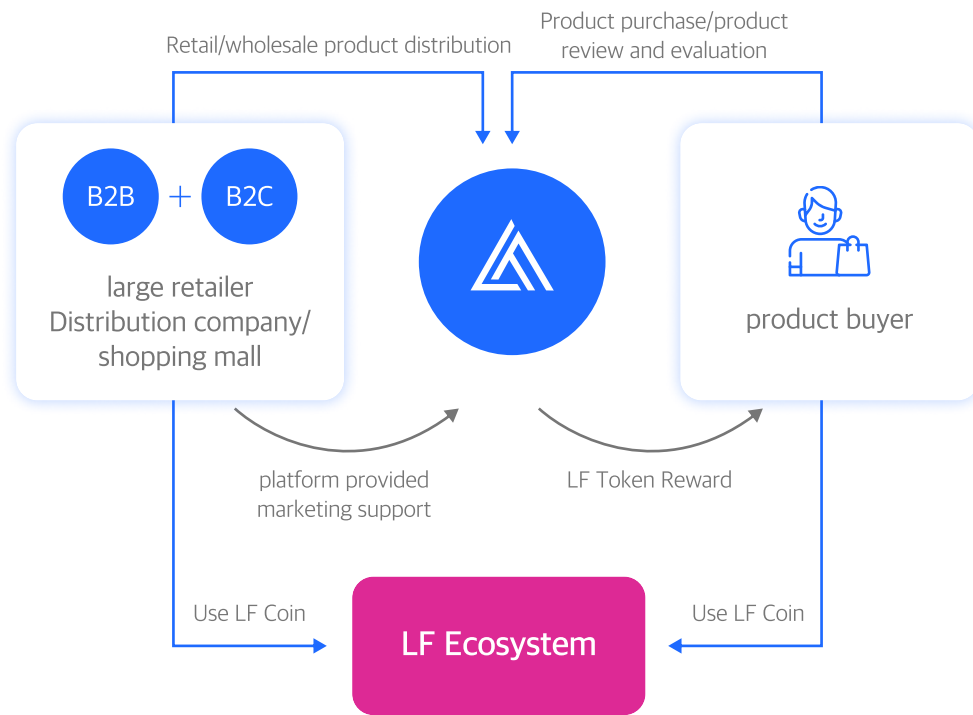 Retail/wholesale product distribution
Product purchase/product
review and evaluation
B2B + B2C
large retailer
Distribution company/
shopping mall
product buyer
platform provided
marketing support
LF Token Reward
Use LF Coin
Use LF Coin
LF Ecosystem